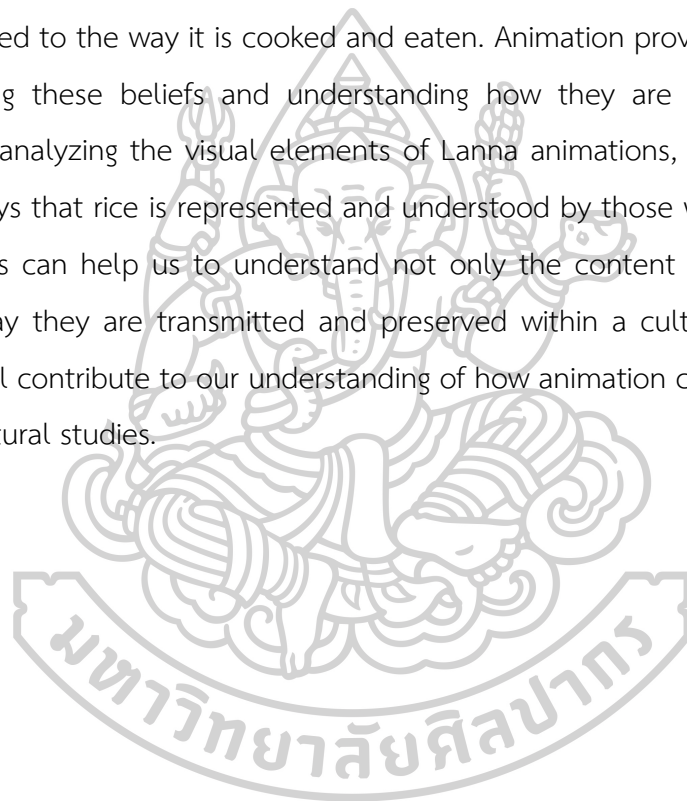 ed to the way it is cooked and eaten. Animation prov
g these beliefs and understanding how they are
analyzing the visual elements of Lanna animations,
ys that rice is represented and understood by those w
s can help us to understand not only the content
ay they are transmitted and preserved within a cult
l contribute to our understanding of how animation c
tural studies.
มหาวิทยาลัยศิลปากร